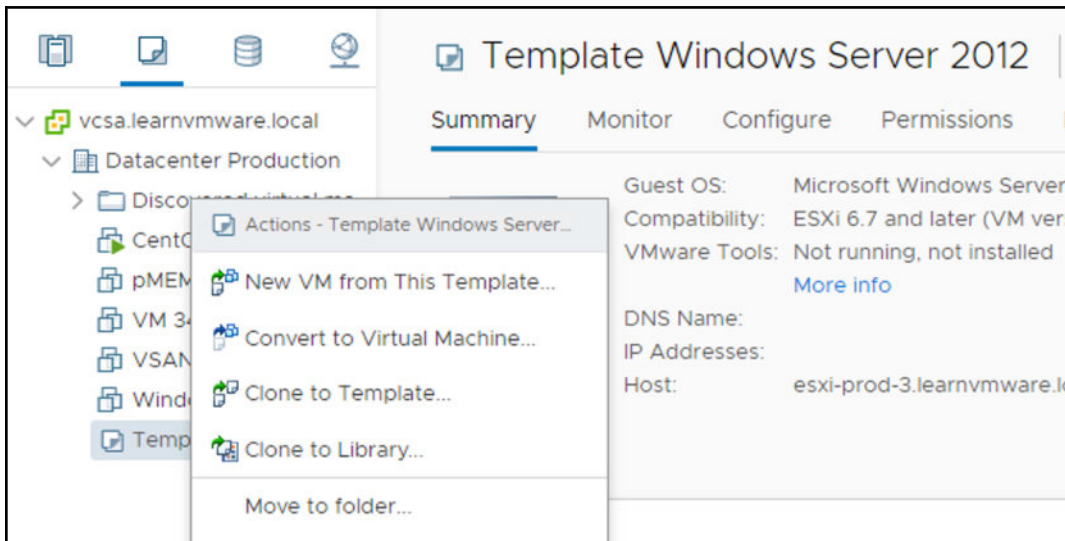 Template Windows Server 2012
vcsa.learnvmware.local
Summary Monitor Configure Permissions
Datacenter Production
Guest OS: Microsoft Windows Server
Compatibility: ESXi 6.7 and later (VM
VMware Tools: Not running, not installed
More info
DNS Name:
IP Addresses:
Host: esxi-prod-3.learnvmware.l
Actions - Template Windows Server...
New VM from This Template...
Convert to Virtual Machine...
Clone to Template...
Clone to Library...
Move to folder...
pMEM
VM
VSAN